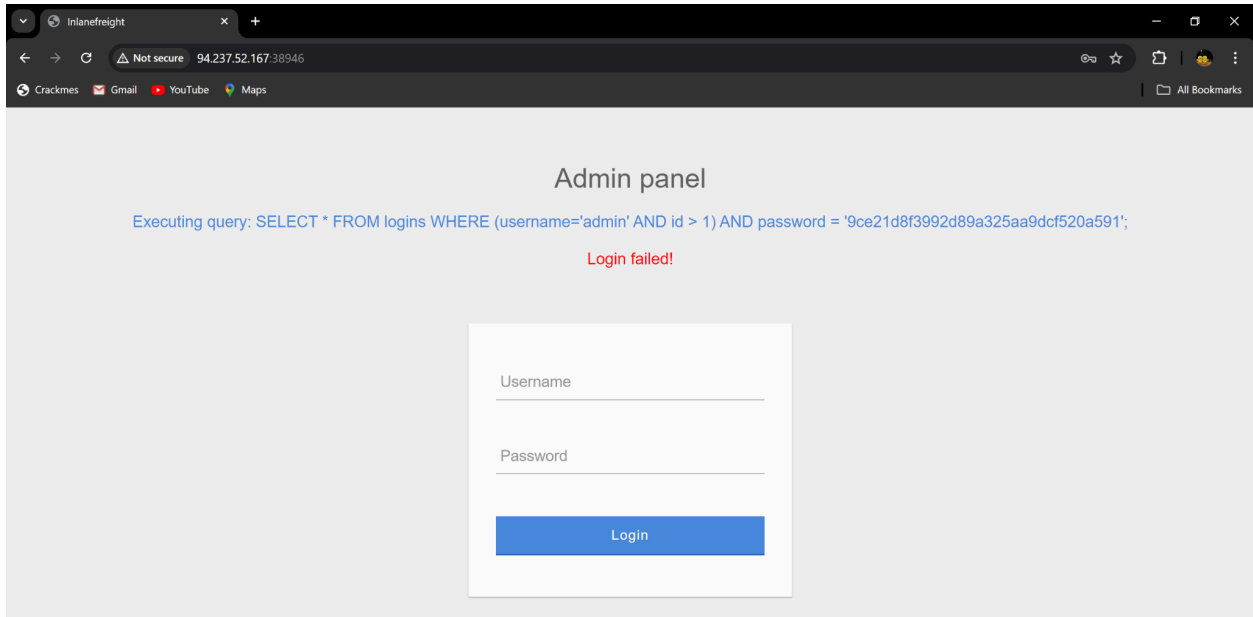 Inlanefreight
Not secure 94.237.52.167:38946
Crackmes Gmail YouTube Maps All Bookmarks
Admin panel
Executing query: SELECT * FROM logins WHERE (username='admin' AND id > 1) AND password = '9ce21d8f3992d89a325aa9dcf520a591';
Login failed!
Username
Password
Login